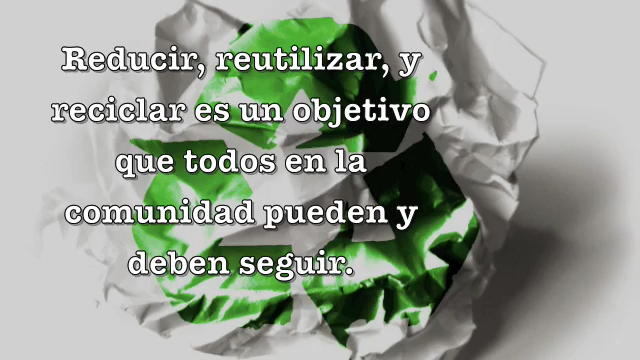 Reducir, reutilizar, y
reciclar es un objetivo
que todos en la
comunidad pueden y
deben seguir.